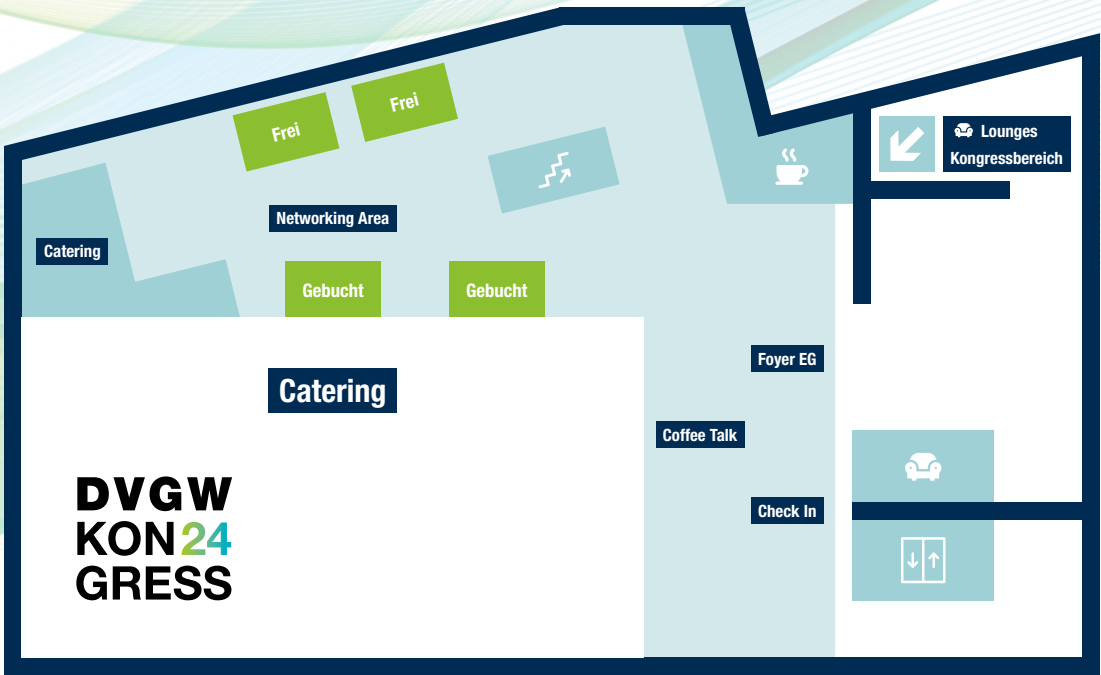 Frei
Frei
Lounges
Kongressbereich
Networking Area
Catering
Gebucht
Gebucht
Foyer EG
Catering
Coffee Talk
Check In
DVGW
KON24
GRESS